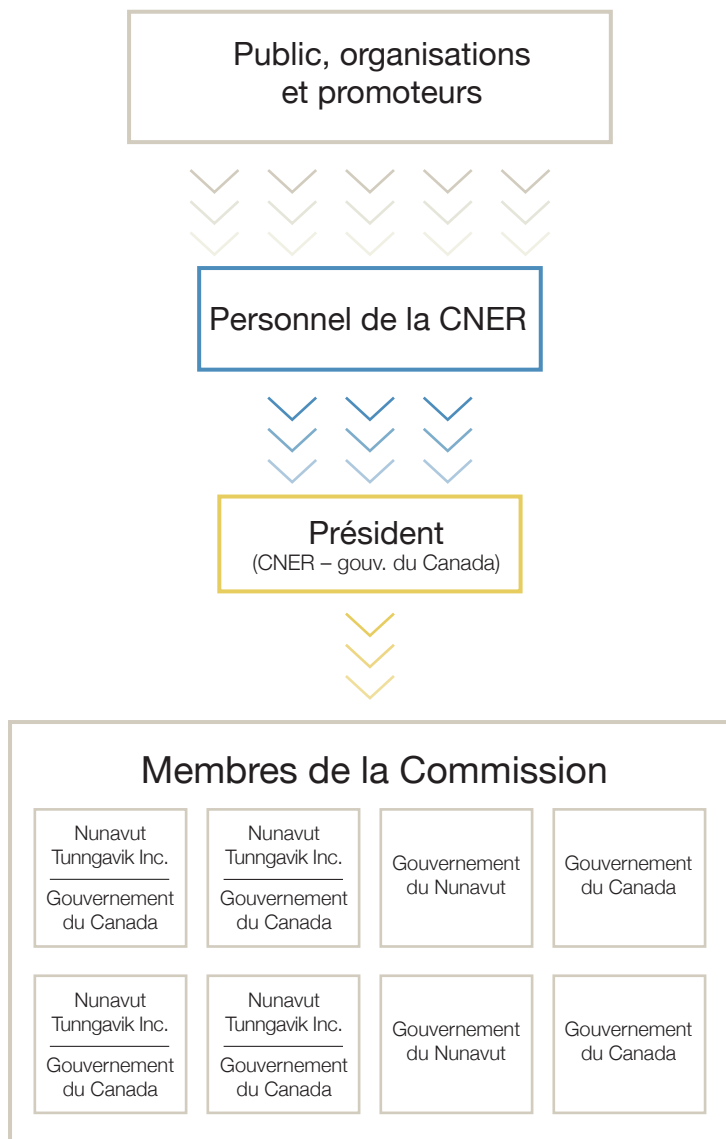 Public, organisations
et promoteurs
Personnel de la CNER
Président
(CNER – gouv. du Canada)
Membres de la Commission
Nunavut
Tunngavik Inc.
Gouvernement
du Canada
Nunavut
Tunngavik Inc.
Gouvernement
du Canada
Gouvernement
du Nunavut
Gouvernement
du Canada
Nunavut
Tunngavik Inc.
Gouvernement
du Canada
Nunavut
Tunngavik Inc.
Gouvernement
du Canada
Gouvernement
du Nunavut
Gouvernement
du Canada